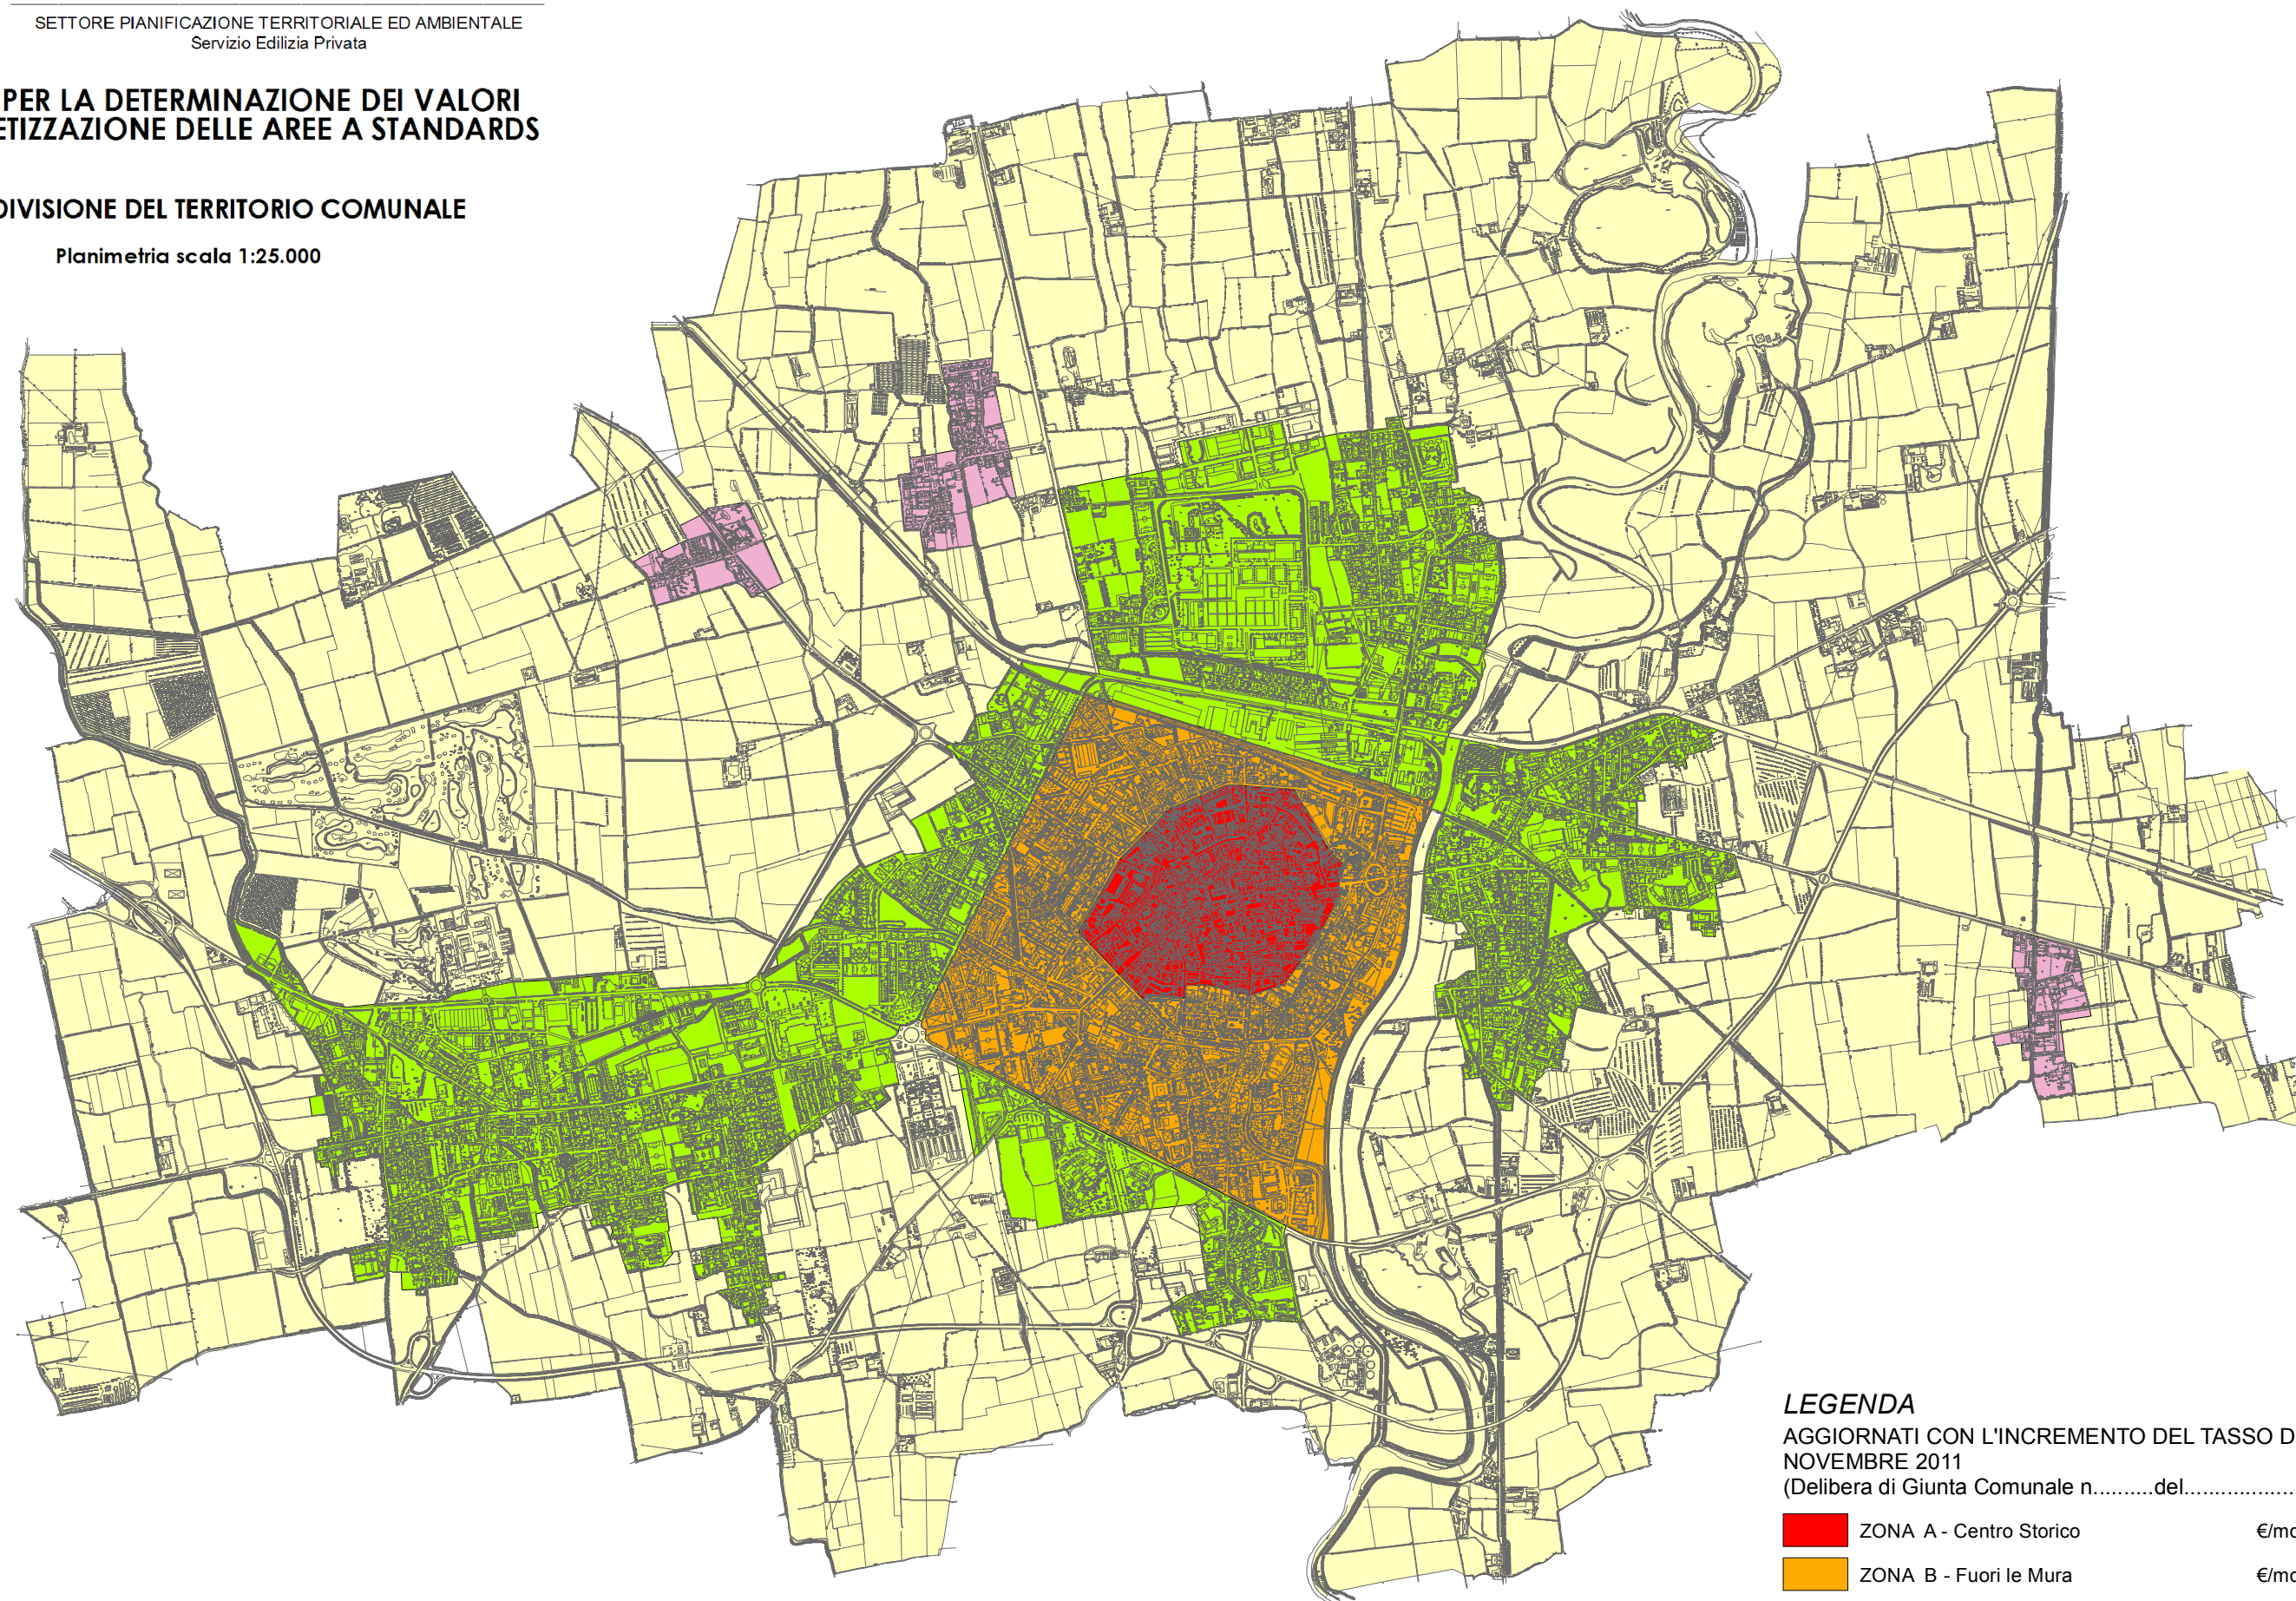 SETTORE PIANIFICAZIONE TERRITORIALE ED AMBIENTALE
Servizio Edilizia Privata
PER LA DETERMINAZIONE DEI VALORI
ETIZZAZIONE DELLE AREE A STANDARDS
DIVISIONE DEL TERRITORIO COMUNALE
Planimetria scala 1:25.000
LEGENDA
AGGIORNATI CON L'INCREMENTO DEL TASSO D
NOVEMBRE 2011
(Delibera di Giunta Comunale n..........del..................
ZONA A - Centro Storico €/mq
ZONA B - Fuori le Mura €/mq